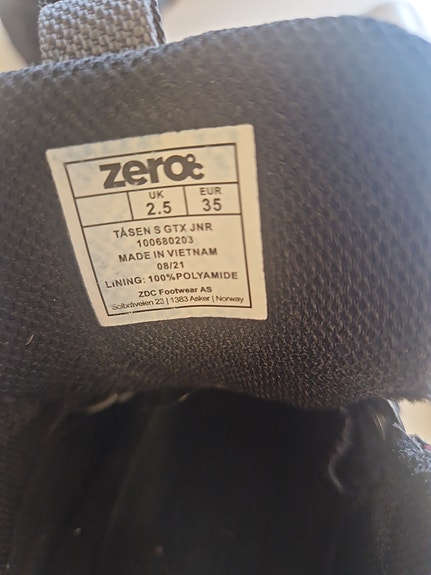 zero°c
UK EUR
2.5 35
TÅSEN S GTX JNR
100680203
MADE IN VIETNAM
08/21
LINING: 100%POLYAMIDE
ZDC Footwear AS
Solbråveien 23 | 1383 Asker | Norway